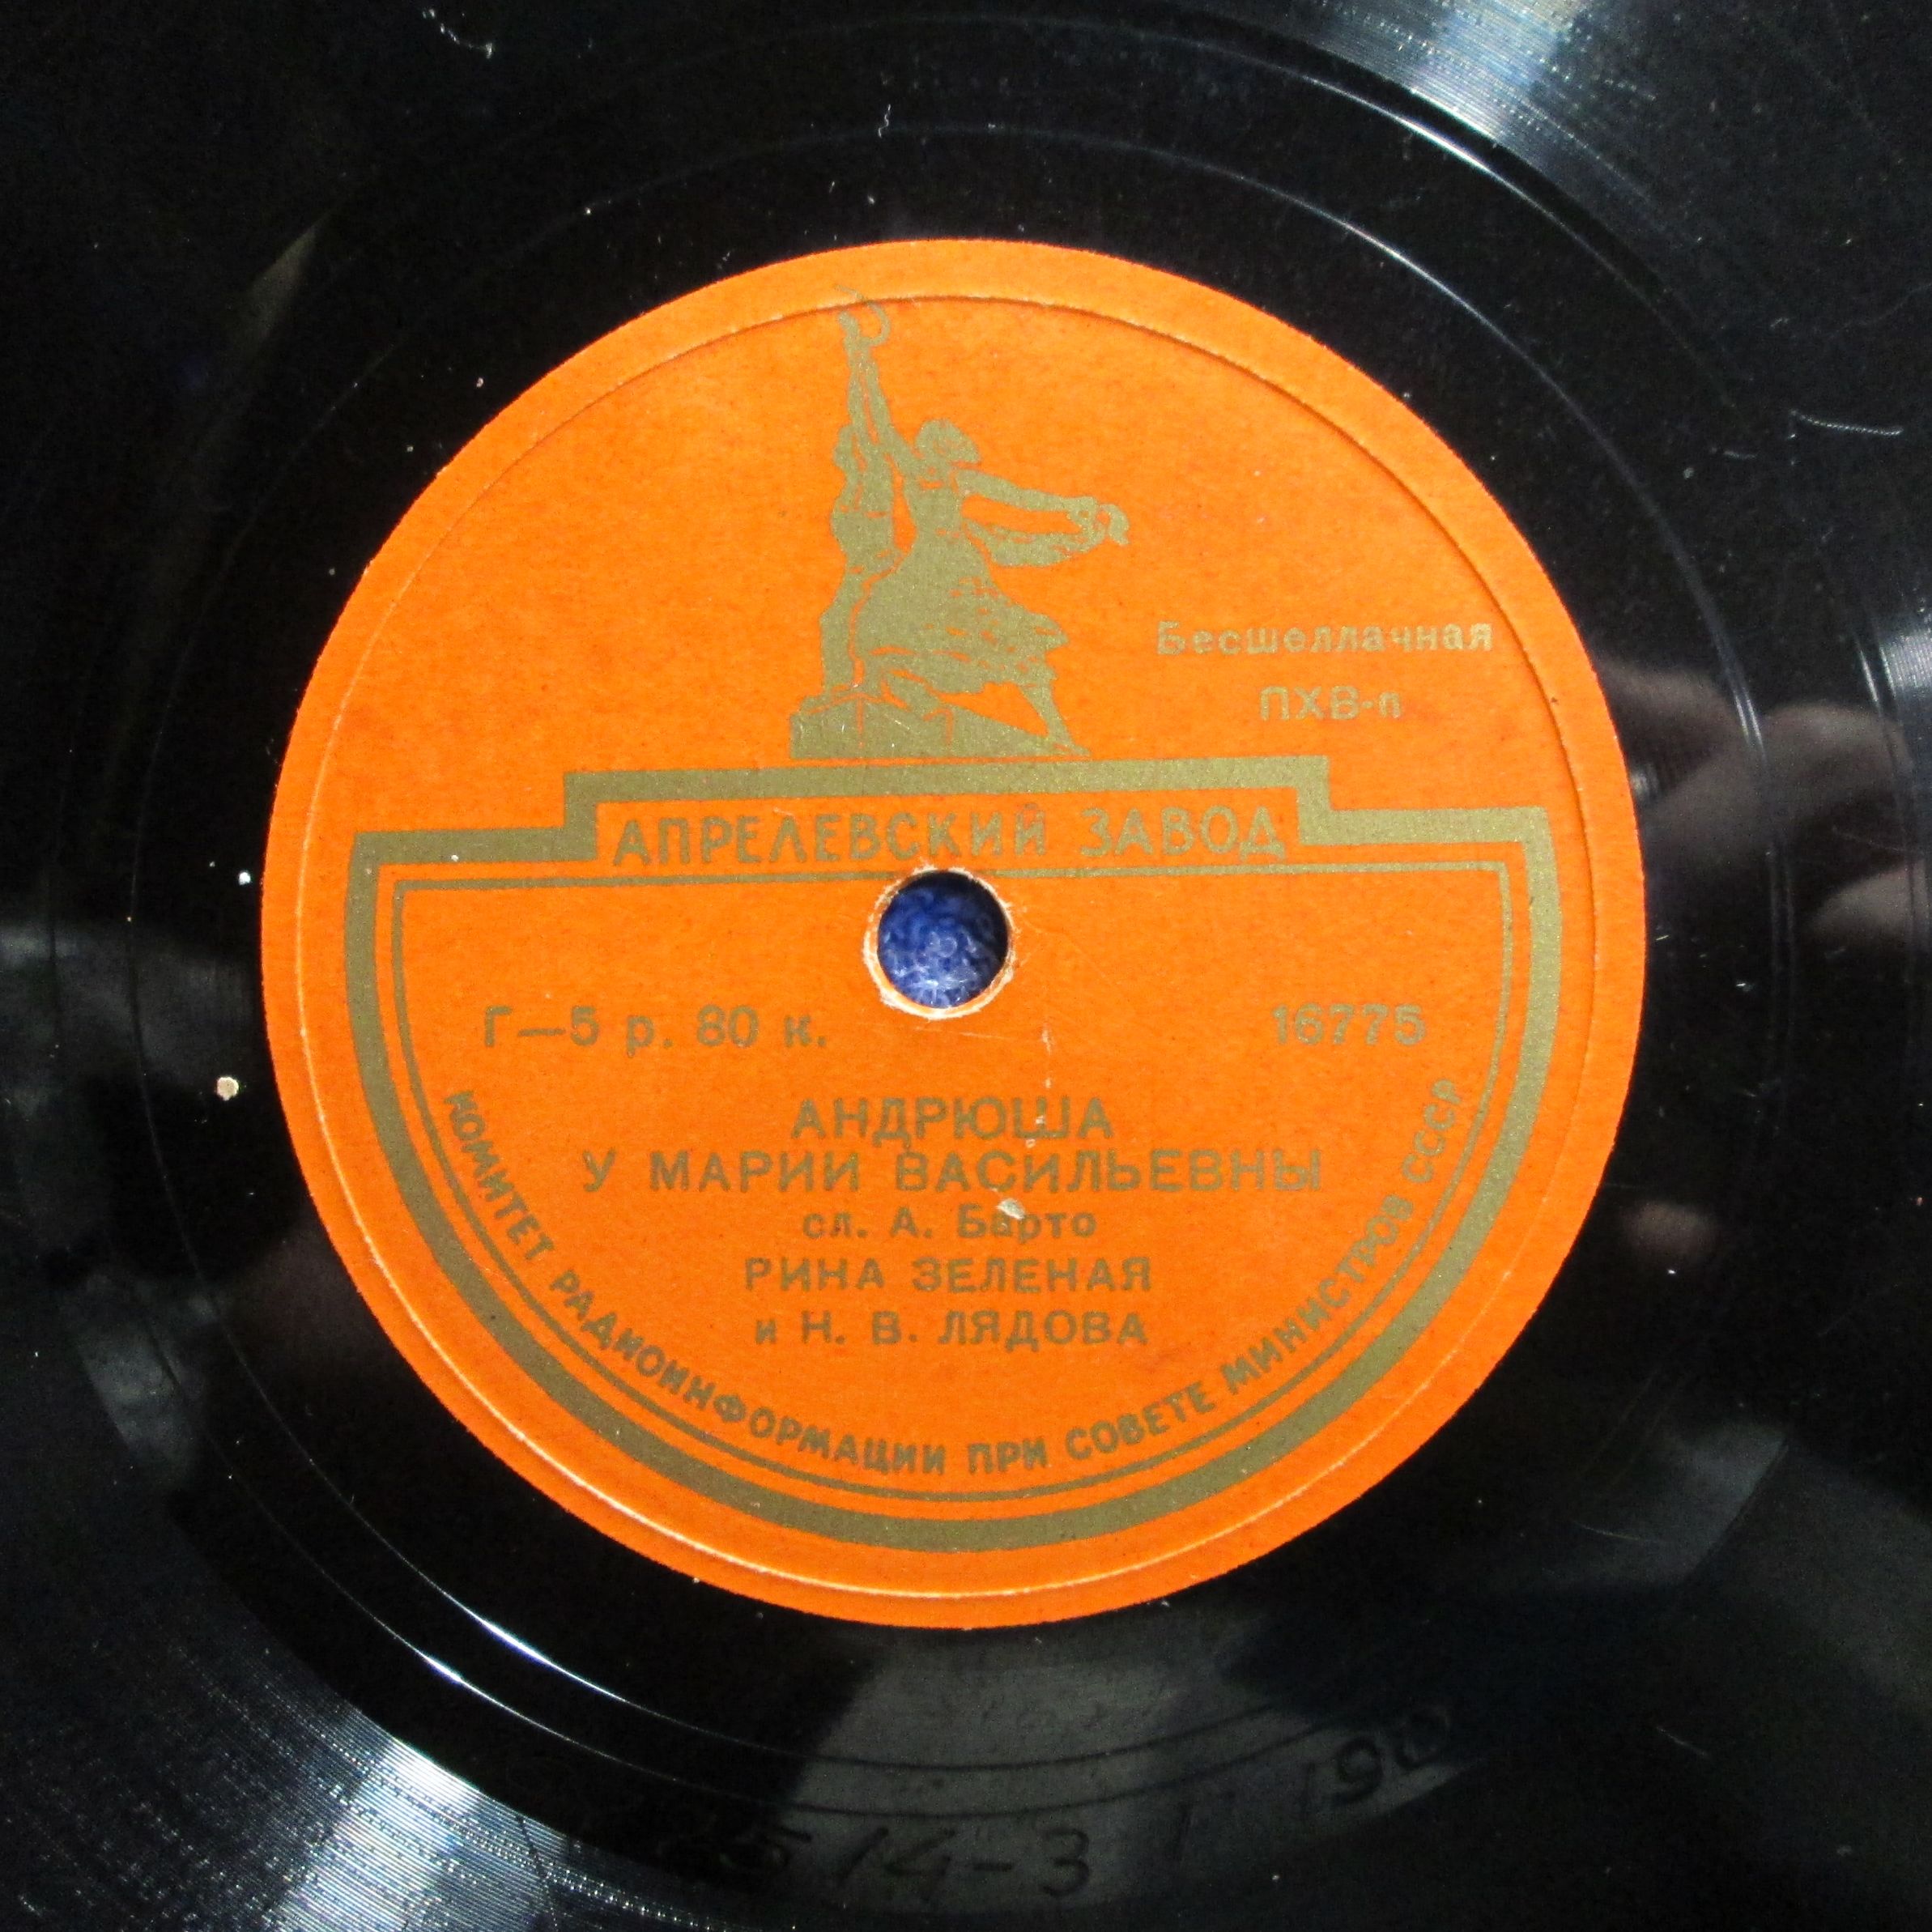 Бесшеллачная
ПХВ-п
АПРЕЛЕВСКИЙ ЗАВОД
Г—5 р. 80 к.
16775
АНДРЮША
У МАРИИ ВАСИЛЬЕВНЫ
сл. А. Барто
РИНА ЗЕЛЕНАЯ
и Н. В. ЛЯДОВА
КОМИТЕТ РАДИОИНФОРМАЦИИ ПРИ СОВЕТЕ МИНИСТРОВ СССР